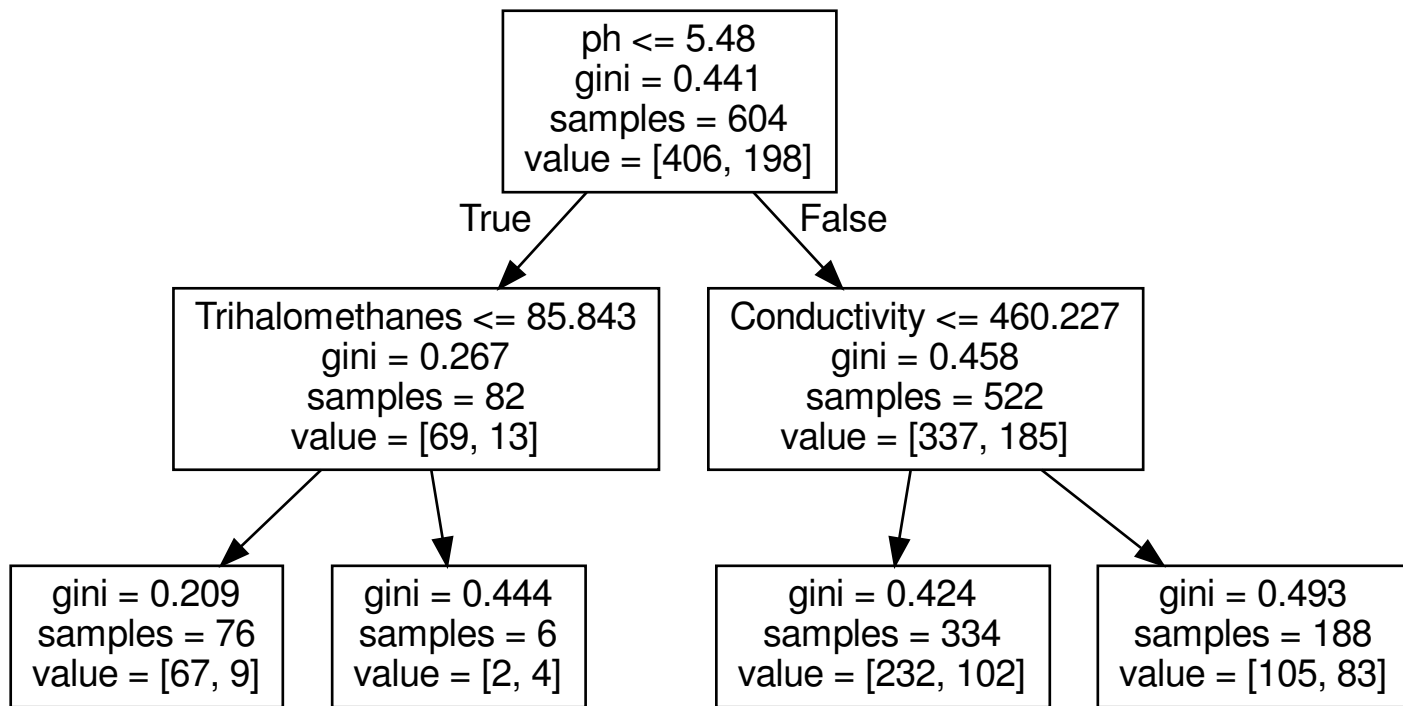 ph <= 5.48
gini = 0.441
samples = 604
value = [406, 198]
True
False
Trihalomethanes <= 85.843
gini = 0.267
samples = 82
value = [69, 13]
Conductivity <= 460.227
gini = 0.458
samples = 522
value = [337, 185]
gini = 0.209
samples = 76
value = [67, 9]
gini = 0.444
samples = 6
value = [2, 4]
gini = 0.424
samples = 334
value = [232, 102]
gini = 0.493
samples = 188
value = [105, 83]